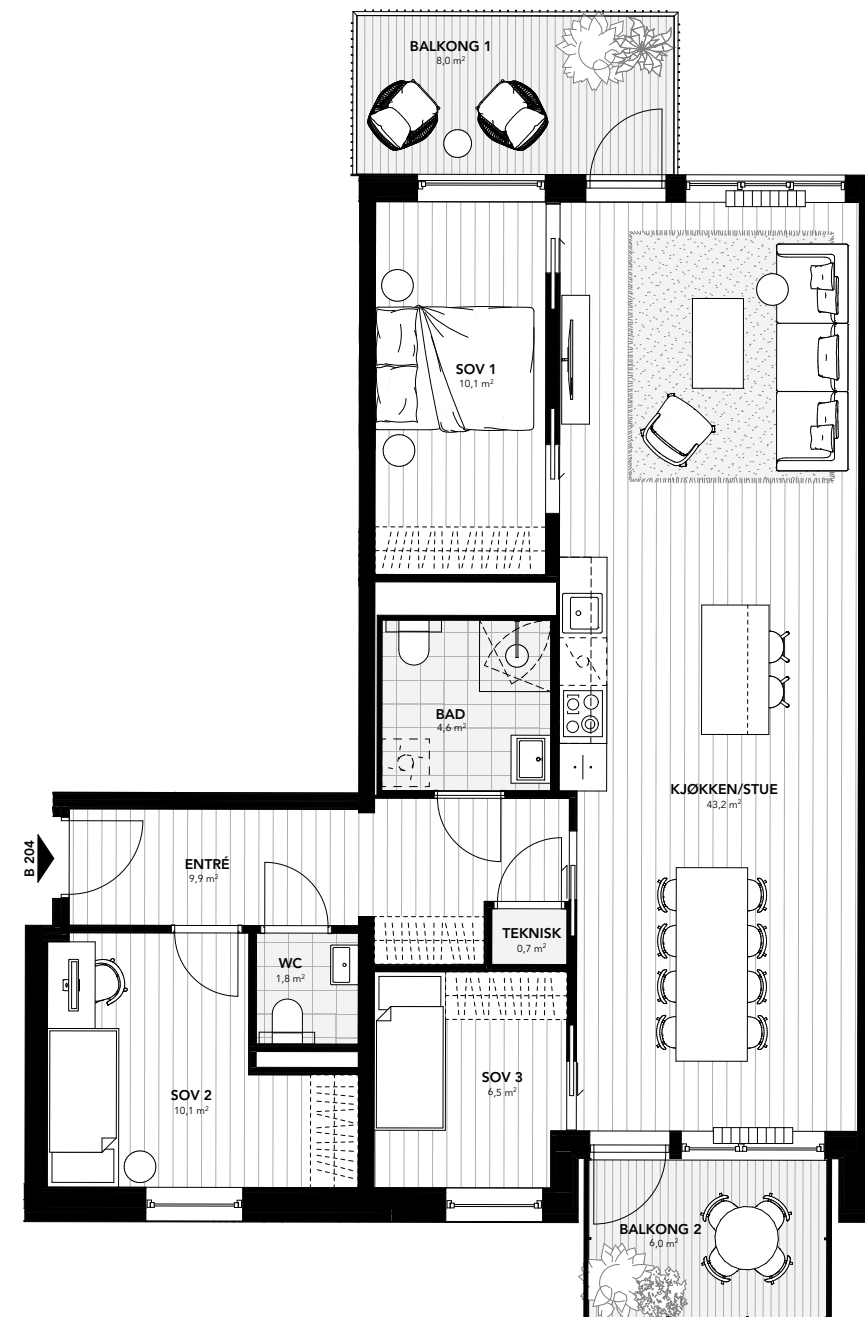 BALKONG 1
8,0 m²
SOV 1
10,1 m²
BAD
4,6 m²
KJØKKEN/STUE
43,2 m²
B 204
ENTRÉ
9,9 m²
TEKNISK
0,7 m²
WC
1,8 m²
SOV 2
10,1 m²
SOV 3
6,5 m²
BALKONG 2
6,0 m²